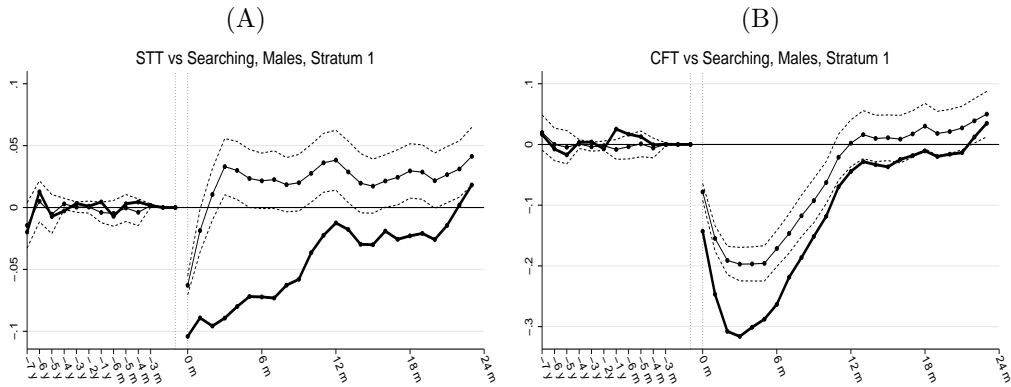 (A)
STT vs Searching, Males, Stratum 1
.1
.05
0
−.05
−.1
−7 y
−6 y
−5 y
−4 y
−3 y
−2 y
−1 y
−6 m
−5 m
−4 m
−3 m
0 m
6 m
12 m
18 m
24 m
(B)
CFT vs Searching, Males, Stratum 1
.1
0
−.1
−.2
−.3
−7 y
−6 y
−5 y
−4 y
−3 y
−2 y
−1 y
−6 m
−5 m
−4 m
−3 m
0 m
6 m
12 m
18 m
24 m